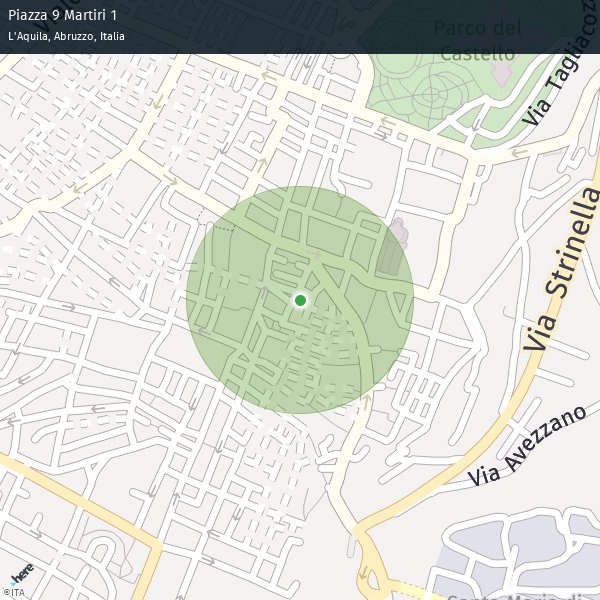 Piazza 9 Martiri 1
L'Aquila, Abruzzo, Italia
Parco del
Castello
Via Tagliacozzo
Via Strinella
Via Avezzano
here
©ITA